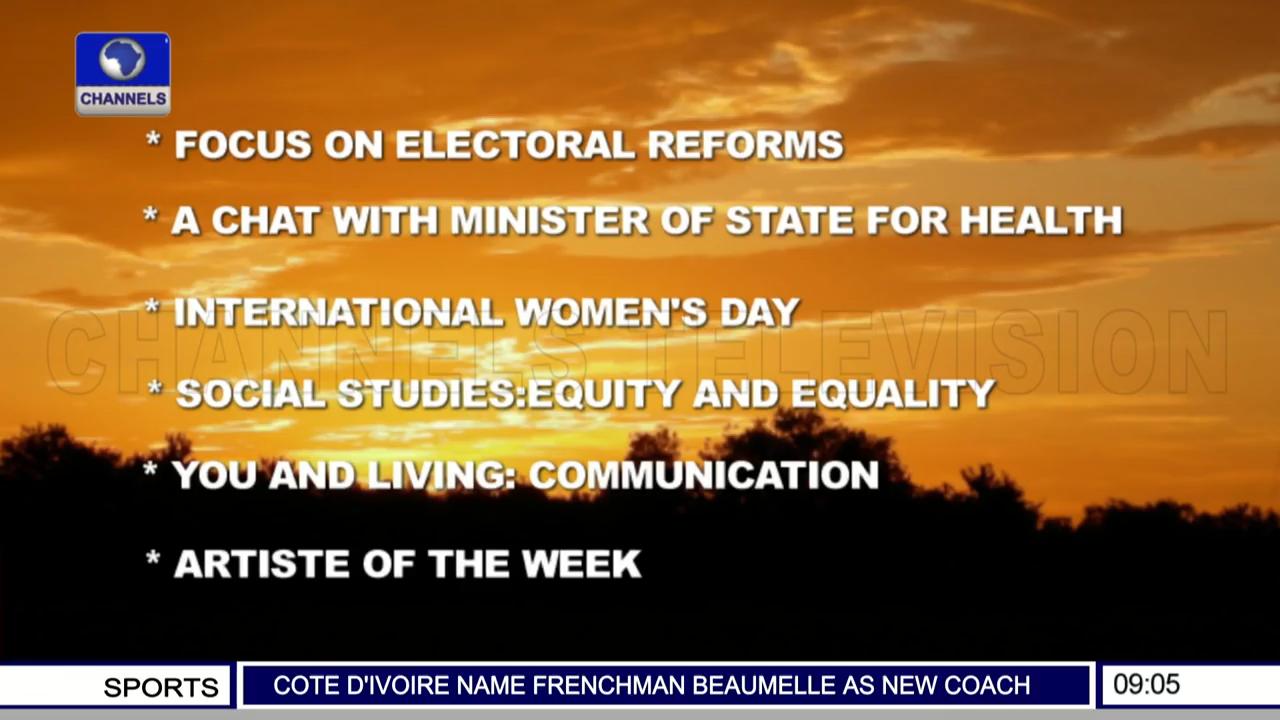 CHANNELS
* FOCUS ON ELECTORAL REFORMS
* A CHAT WITH MINISTER OF STATE FOR HEALTH
* INTERNATIONAL WOMEN'S DAY
CHANNELS TELEVISION
* SOCIAL STUDIES:EQUITY AND EQUALITY
* YOU AND LIVING: COMMUNICATION
* ARTISTE OF THE WEEK
SPORTS COTE D'IVOIRE NAME FRENCHMAN BEAUMELLE AS NEW COACH 09:05